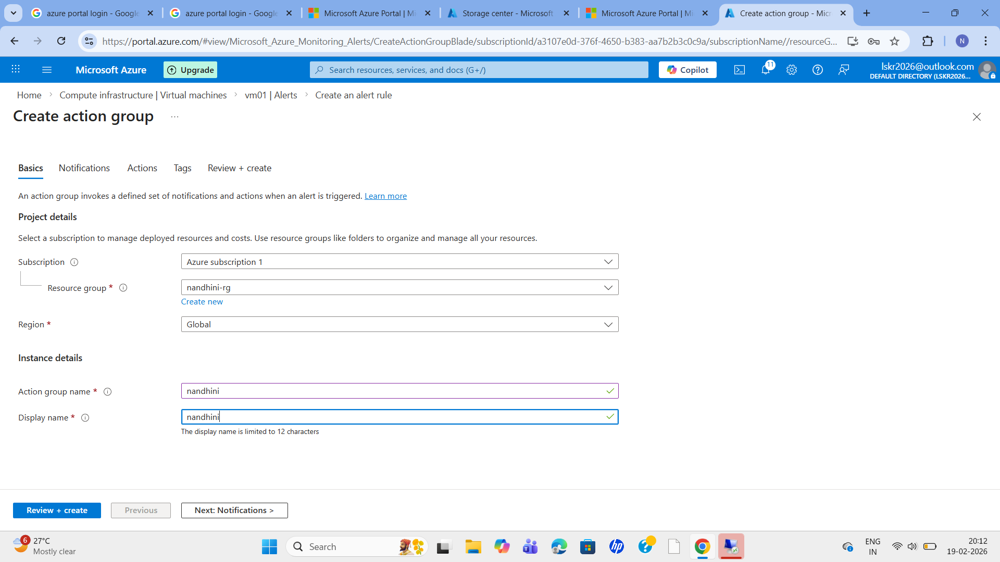 azure portal login - Google
azure portal login - Google
Microsoft Azure Portal | Mi
Storage center - Microsoft
Microsoft Azure Portal | Mi
Create action group - Micr
https://portal.azure.com/#view/Microsoft_Azure_Monitoring_Alerts/CreateActionGroupBlade/subscriptionId/a3107e0d-376f-4650-b383-aa7b2b3c0c9a/subscriptionName//resourceG...
N
Microsoft Azure
Upgrade
Search resources, services, and docs (G+/)
Copilot
11
lskr2026@outlook.com
DEFAULT DIRECTORY (LSKR2026...
Home > Compute infrastructure | Virtual machines > vm01 | Alerts > Create an alert rule
Create action group ...
Basics
Notifications
Actions
Tags
Review + create
An action group invokes a defined set of notifications and actions when an alert is triggered. Learn more
Project details
Select a subscription to manage deployed resources and costs. Use resource groups like folders to organize and manage all your resources.
Subscription
Azure subscription 1
Resource group *
nandhini-rg
Create new
Region *
Global
Instance details
Action group name *
nandhini
Display name *
nandhini
The display name is limited to 12 characters
Review + create
Previous
Next: Notifications >
6
27°C
Mostly clear
Search
ENG
IN
20:12
19-02-2026